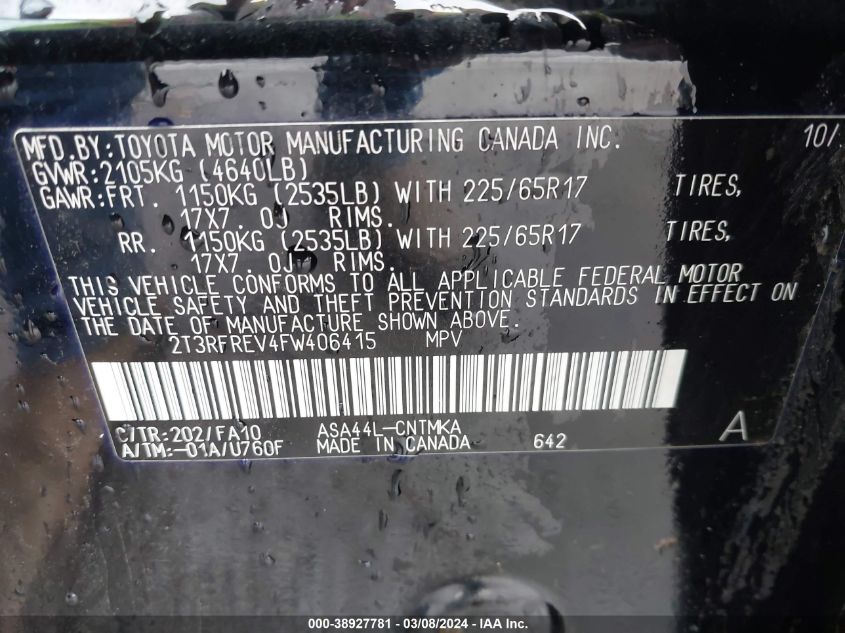 MFD. BY: TOYOTA MOTOR MANUFACTURING CANADA INC. 10/
GVWR: 2105KG (4640LB)
GAWR: FRT. 1150KG (2535LB) WITH 225/65R17 TIRES,
17X7.0J RIMS.
RR. 1150KG (2535LB) WITH 225/65R17 TIRES,
17X7.0J RIMS.
THIS VEHICLE CONFORMS TO ALL APPLICABLE FEDERAL MOTOR
VEHICLE SAFETY AND THEFT PREVENTION STANDARDS IN EFFECT ON
THE DATE OF MANUFACTURE SHOWN ABOVE.
2T3RFREV4FW406415 MPV
C/TR: 202/FA10 ASA44L-CNTMKA
A/TM: -01A/U760F MADE IN CANADA 642 A
000-38927781 - 03/08/2024 - IAA Inc.